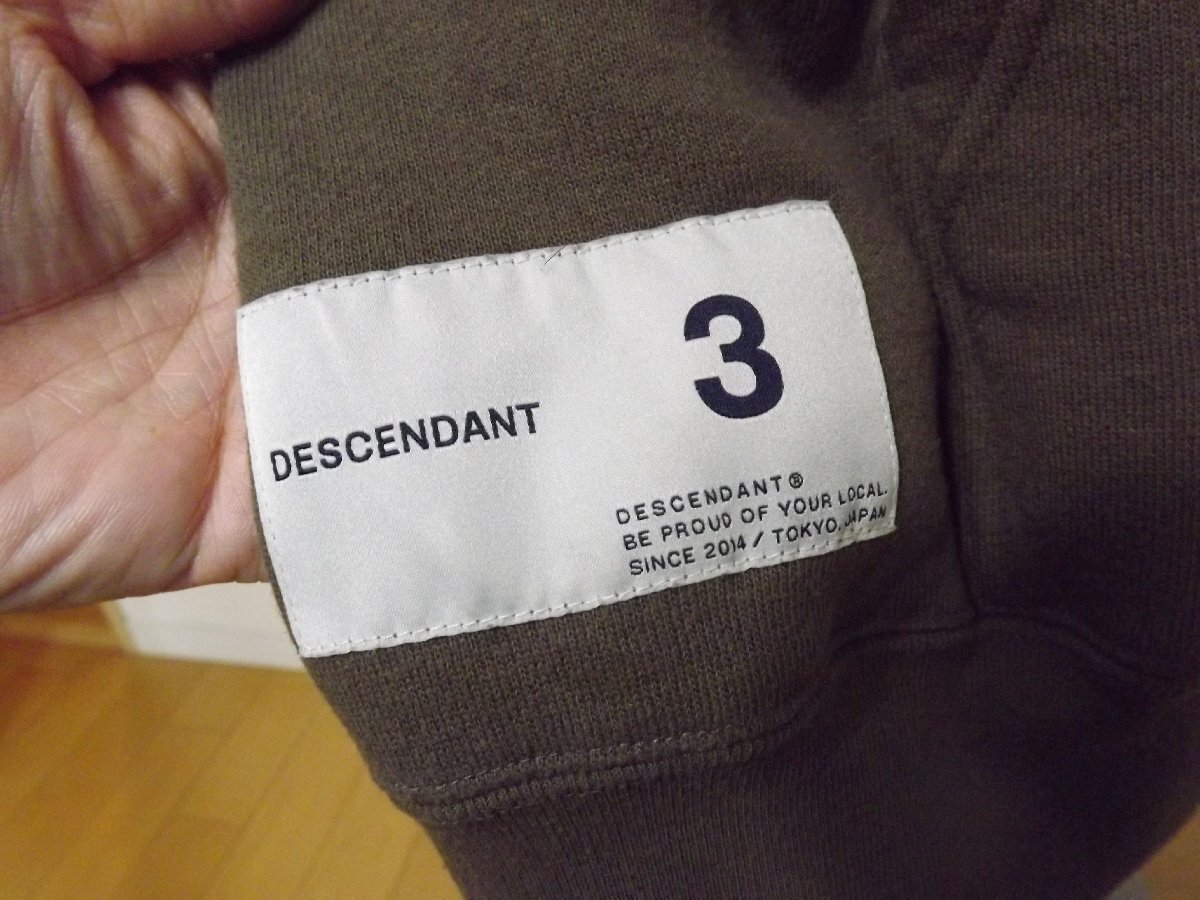 DESCENDANT
3
DESCENDANT®
BE PROUD OF YOUR LOCAL.
SINCE 2014 / TOKYO, JAPAN